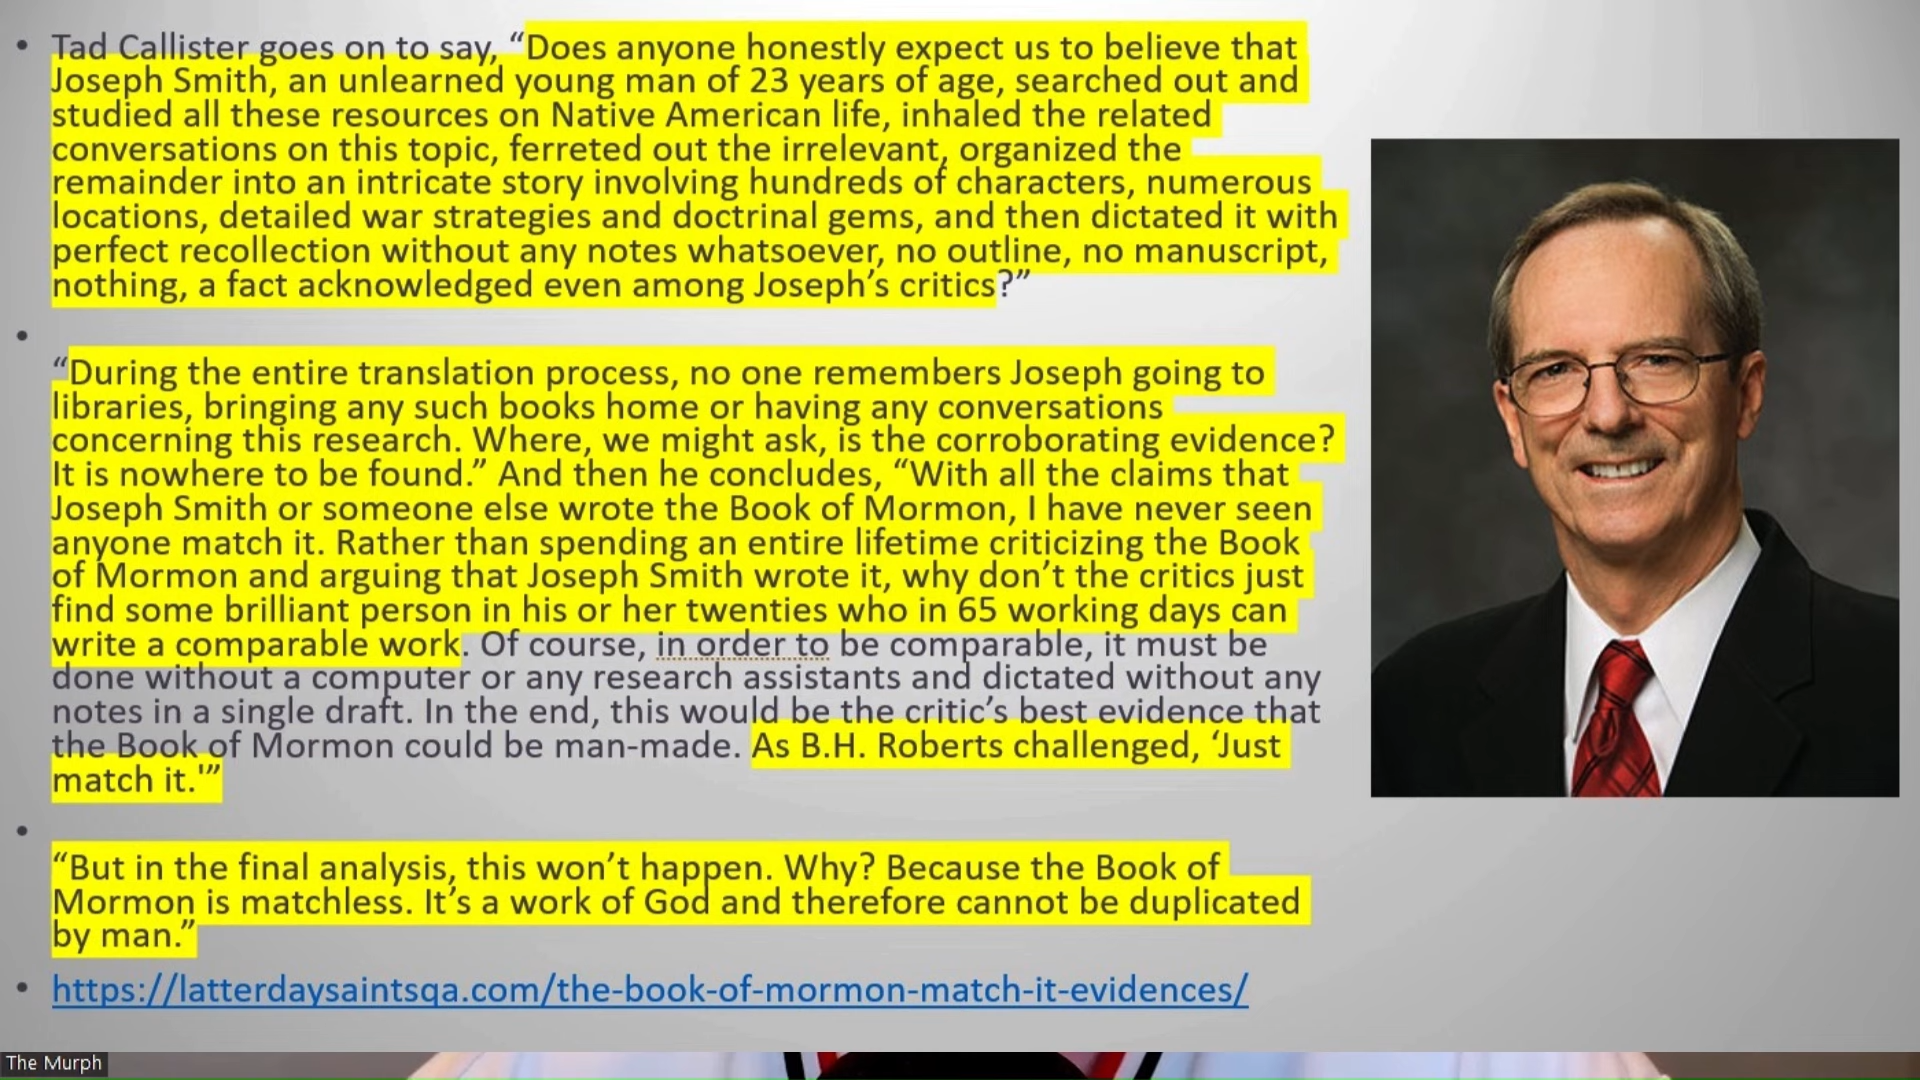 • Tad Callister goes on to say, “Does anyone honestly expect us to believe that
Joseph Smith, an unlearned young man of 23 years of age, searched out and
studied all these resources on Native American life, inhaled the related
conversations on this topic, ferreted out the irrelevant, organized the
remainder into an intricate story involving hundreds of characters, numerous
locations, detailed war strategies and doctrinal gems, and then dictated it with
perfect recollection without any notes whatsoever, no outline, no manuscript,
nothing, a fact acknowledged even among Joseph’s critics?”
•
“During the entire translation process, no one remembers Joseph going to
libraries, bringing any such books home or having any conversations
concerning this research. Where, we might ask, is the corroborating evidence?
It is nowhere to be found.” And then he concludes, “With all the claims that
Joseph Smith or someone else wrote the Book of Mormon, I have never seen
anyone match it. Rather than spending an entire lifetime criticizing the Book
of Mormon and arguing that Joseph Smith wrote it, why don’t the critics just
find some brilliant person in his or her twenties who in 65 working days can
write a comparable work. Of course, in order to be comparable, it must be
done without a computer or any research assistants and dictated without any
notes in a single draft. In the end, this would be the critic’s best evidence that
the Book of Mormon could be man-made. As B.H. Roberts challenged, ‘Just
match it.'”
•
“But in the final analysis, this won’t happen. Why? Because the Book of
Mormon is matchless. It’s a work of God and therefore cannot be duplicated
by man.”
• https://latterdaysaintsqa.com/the-book-of-mormon-match-it-evidences/
The Murph